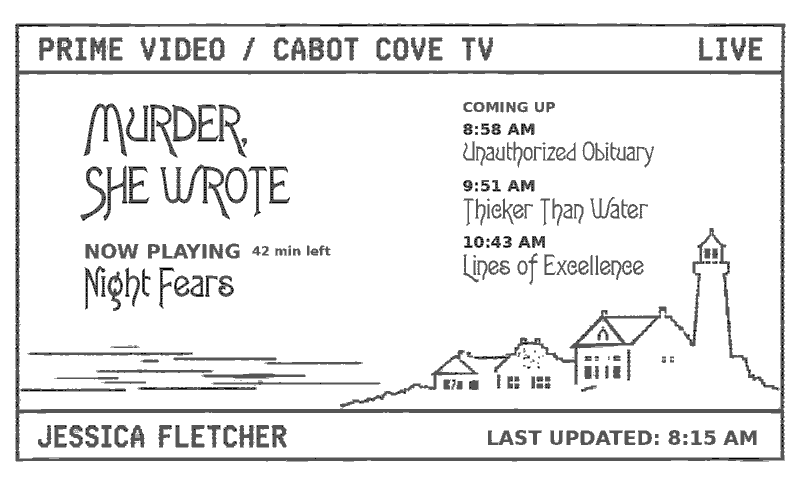 PRIME VIDEO / CABOT COVE TV
LIVE
MURDER,
SHE WROTE
NOW PLAYING 42 min left
Night Fears
COMING UP
8:58 AM
Unauthorized Obituary
9:51 AM
Thicker Than Water
10:43 AM
Lines of Excellence
JESSICA FLETCHER
LAST UPDATED: 8:15 AM